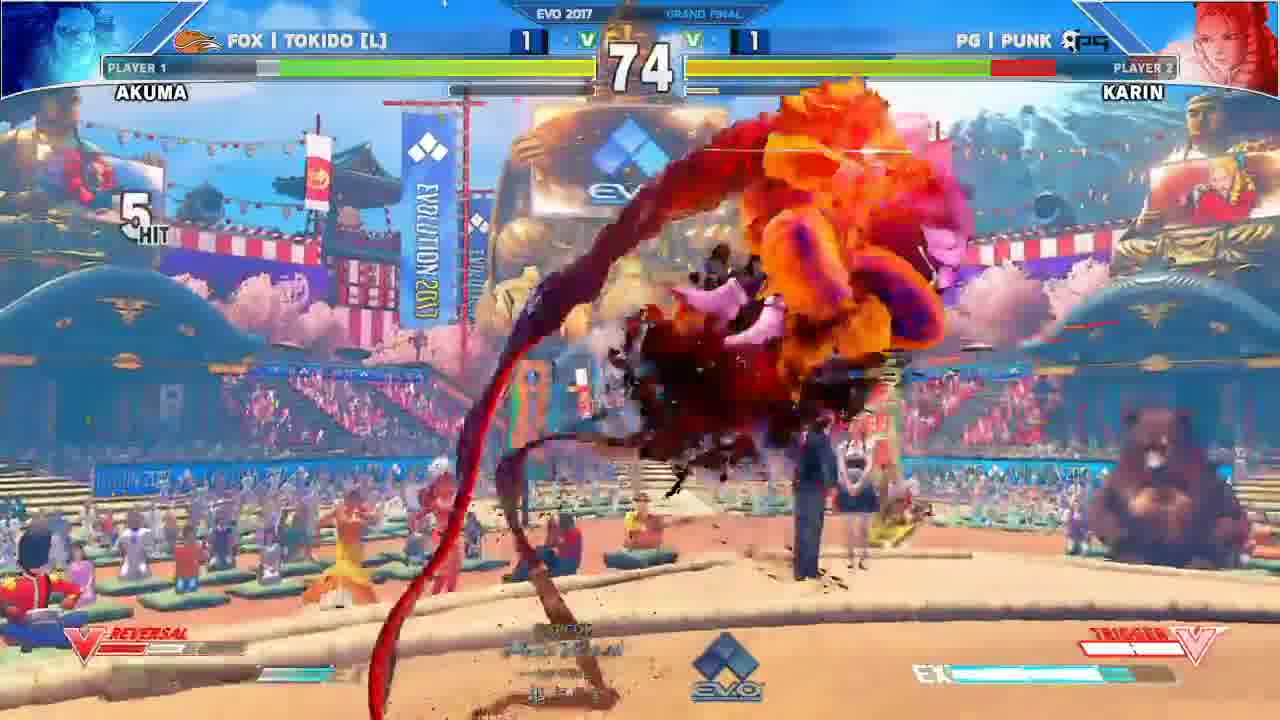 EVO 2017
GRAND FINAL
FOX | TOKIDO [L]
1
V
74
V
1
PG | PUNK
PLAYER 1
PLAYER 2
AKUMA
KARIN
5
HIT
EVOLUTION 2017
EVO
REVERSAL
TRIGGER
EX
EVO